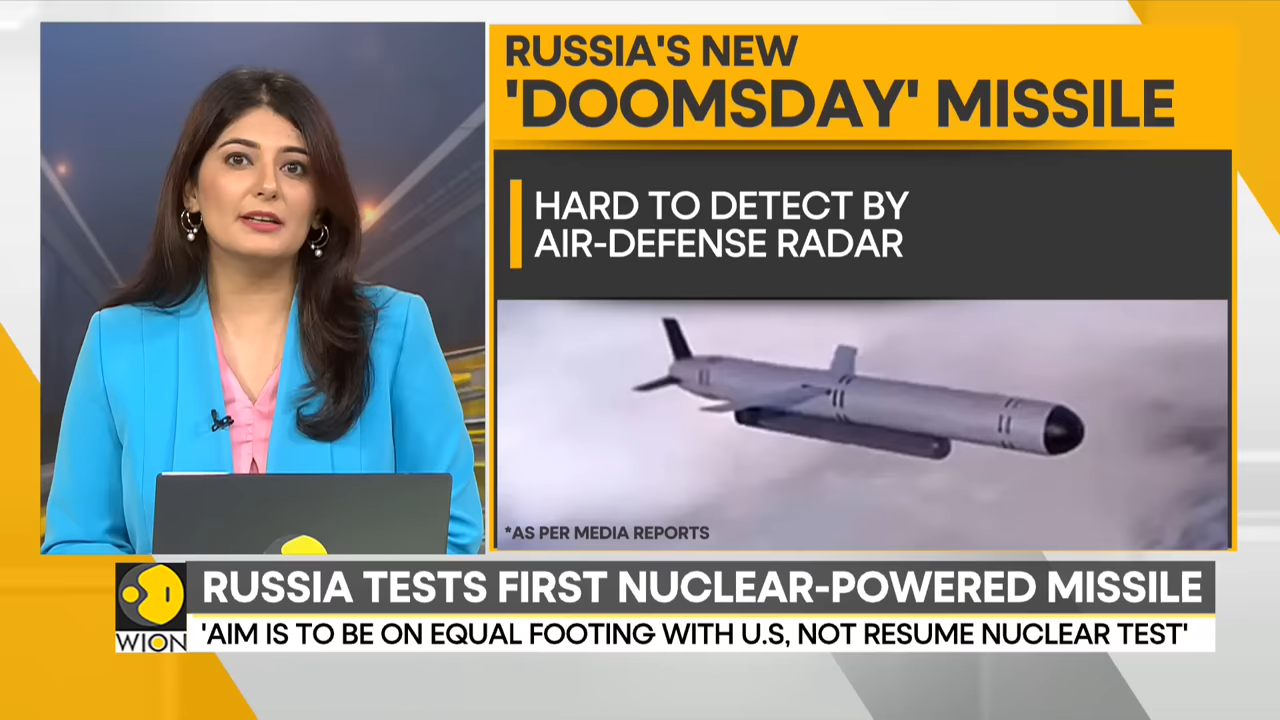 RUSSIA'S NEW
'DOOMSDAY' MISSILE
HARD TO DETECT BY
AIR-DEFENSE RADAR
*AS PER MEDIA REPORTS
RUSSIA TESTS FIRST NUCLEAR-POWERED MISSILE
WION
'AIM IS TO BE ON EQUAL FOOTING WITH U.S, NOT RESUME NUCLEAR TEST'